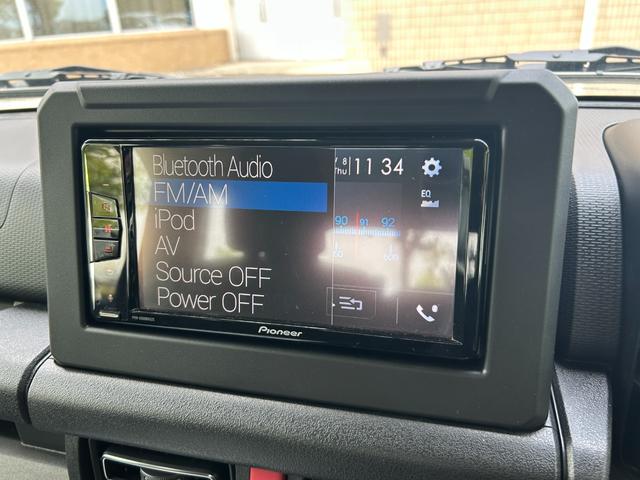 Bluetooth Audio
FM/AM
iPod
AV
Source OFF
Power OFF
8
Thu
11 34
EQ
90 91 92
Pioneer